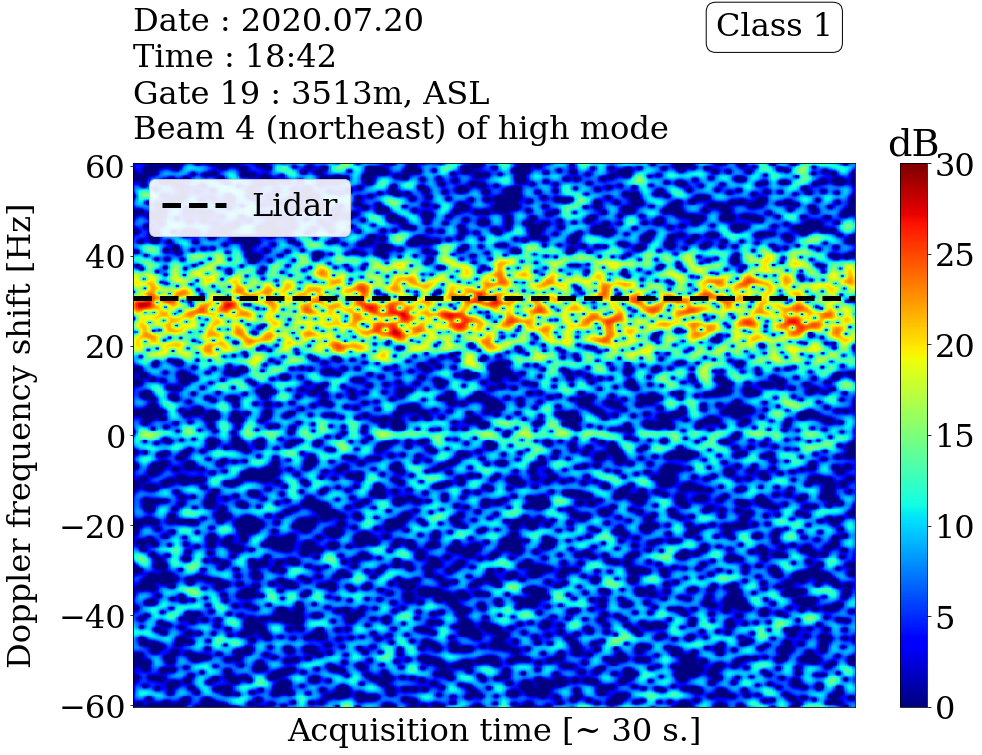 Date : 2020.07.20
Time : 18:42
Gate 19 : 3513m, ASL
Beam 4 (northeast) of high mode
Class 1
dB
Lidar
Doppler frequency shift [Hz]
60
40
20
0
−20
−40
−60
30
25
20
15
10
5
0
Acquisition time [~ 30 s.]